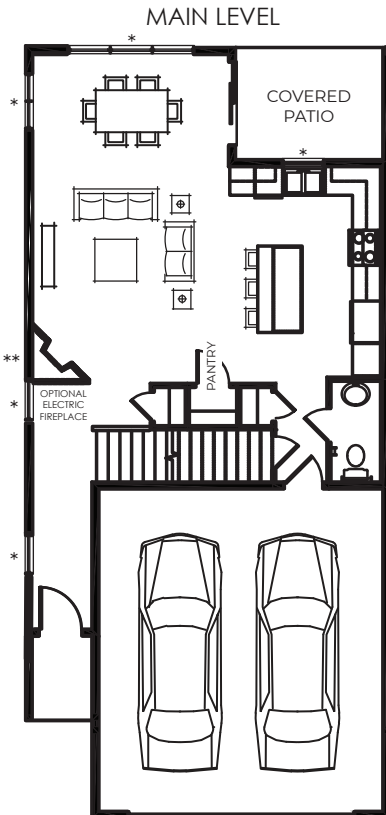 MAIN LEVEL
*
*
COVERED
PATIO
*
PANTRY
**
OPTIONAL
ELECTRIC
FIREPLACE
*
*